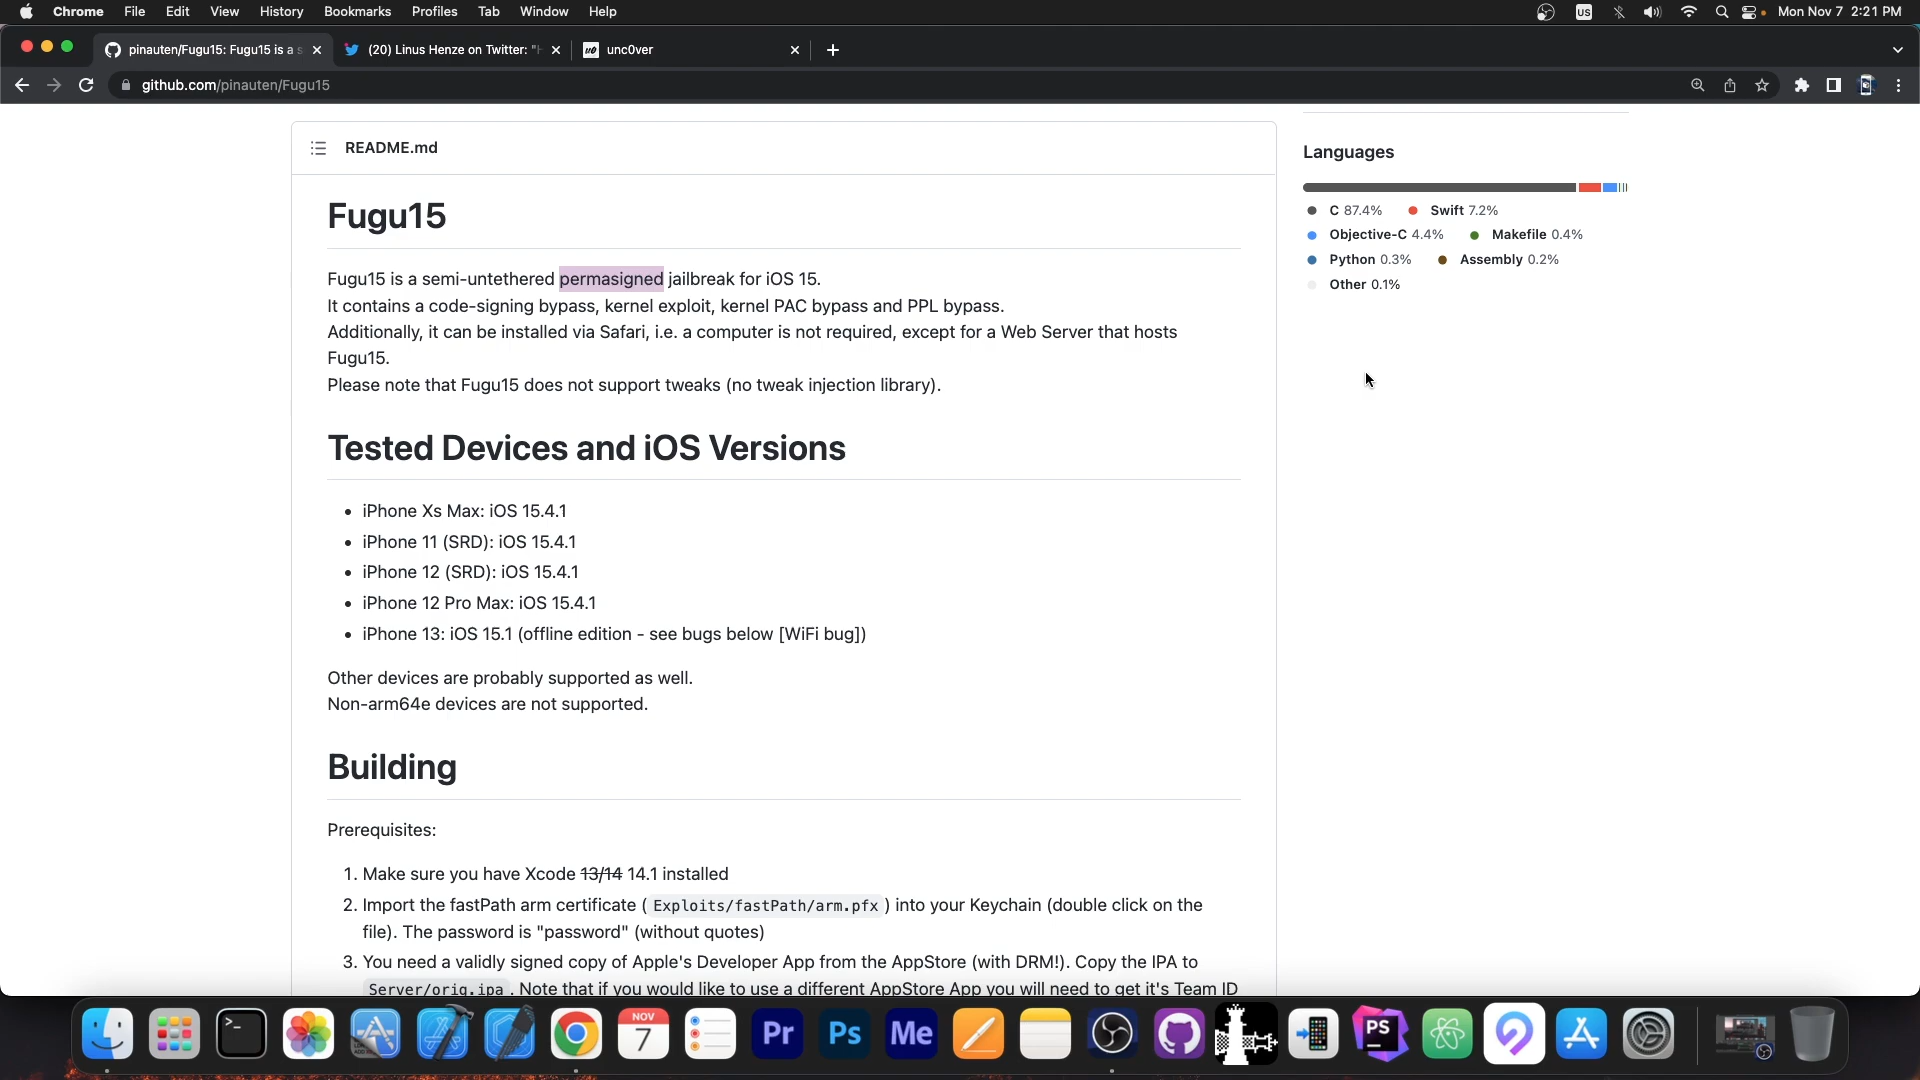 Chrome File Edit View History Bookmarks Profiles Tab Window Help US Mon Nov 7 2:21 PM
pinauten/Fugu15: Fugu15 is a s (20) Linus Henze on Twitter: "H unc0ver
github.com/pinauten/Fugu15
README.md
Fugu15
Fugu15 is a semi-untethered permasigned jailbreak for iOS 15.
It contains a code-signing bypass, kernel exploit, kernel PAC bypass and PPL bypass.
Additionally, it can be installed via Safari, i.e. a computer is not required, except for a Web Server that hosts
Fugu15.
Please note that Fugu15 does not support tweaks (no tweak injection library).
Tested Devices and iOS Versions
• iPhone Xs Max: iOS 15.4.1
• iPhone 11 (SRD): iOS 15.4.1
• iPhone 12 (SRD): iOS 15.4.1
• iPhone 12 Pro Max: iOS 15.4.1
• iPhone 13: iOS 15.1 (offline edition - see bugs below [WiFi bug])
Other devices are probably supported as well.
Non-arm64e devices are not supported.
Building
Prerequisites:
1. Make sure you have Xcode 13/14 14.1 installed
2. Import the fastPath arm certificate ( Exploits/fastPath/arm.pfx ) into your Keychain (double click on the
file). The password is "password" (without quotes)
3. You need a validly signed copy of Apple's Developer App from the AppStore (with DRM!). Copy the IPA to
Server/orig.ipa . Note that if you would like to use a different AppStore App you will need to get it's Team ID
Languages
C 87.4% Swift 7.2%
Objective-C 4.4% Makefile 0.4%
Python 0.3% Assembly 0.2%
Other 0.1%
NOV
7
Pr
Ps
Me
PS